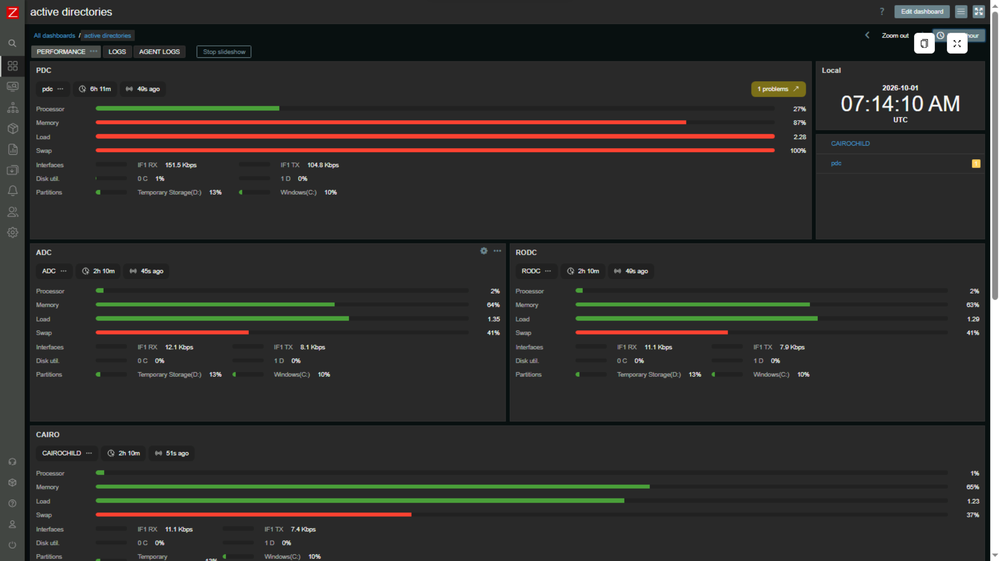 Z
active directories
?
Edit dashboard
All dashboards / active directories
Zoom out
hour
PERFORMANCE ···
LOGS
AGENT LOGS
Stop slideshow
PDC
pdc ···
6h 11m
49s ago
1 problems
Processor 27%
Memory 87%
Load 2.28
Swap 100%
Interfaces IF1 RX 151.5 Kbps IF1 TX 104.8 Kbps
Disk util. 0 C 1% 1 D 0%
Partitions Temporary Storage(D:) 13% Windows(C:) 10%
Local
2026-10-01
07:14:10 AM
UTC
CAIROCHILD
pdc 1
ADC
ADC ···
2h 10m
45s ago
Processor 2%
Memory 64%
Load 1.35
Swap 41%
Interfaces IF1 RX 12.1 Kbps IF1 TX 8.1 Kbps
Disk util. 0 C 0% 1 D 0%
Partitions Temporary Storage(D:) 13% Windows(C:) 10%
RODC
RODC ···
2h 10m
49s ago
Processor 2%
Memory 63%
Load 1.29
Swap 41%
Interfaces IF1 RX 11.1 Kbps IF1 TX 7.9 Kbps
Disk util. 0 C 0% 1 D 0%
Partitions Temporary Storage(D:) 13% Windows(C:) 10%
CAIRO
CAIROCHILD ···
2h 10m
51s ago
Processor 1%
Memory 65%
Load 1.23
Swap 37%
Interfaces IF1 RX 11.1 Kbps IF1 TX 7.4 Kbps
Disk util. 0 C 0% 1 D 0%
Partitions Temporary 13% Windows(C:) 10%